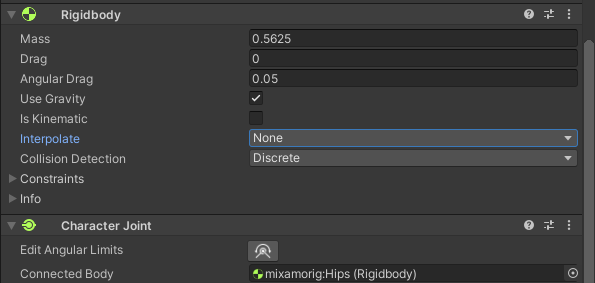 Rigidbody
Mass 0.5625
Drag 0
Angular Drag 0.05
Use Gravity
Is Kinematic
Interpolate None
Collision Detection Discrete
Constraints
Info
Character Joint
Edit Angular Limits
Connected Body mixamorig:Hips (Rigidbody)